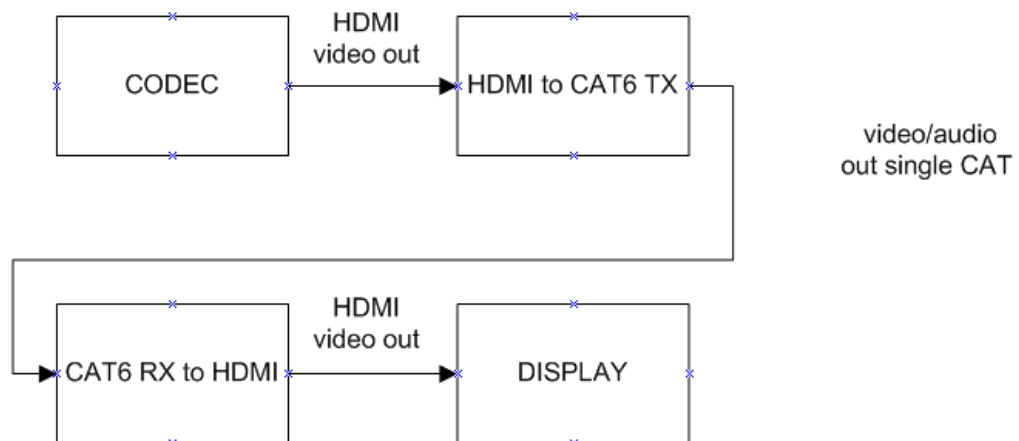 HDMI
video out
CODEC
HDMI to CAT6 TX
video/audio
out single CAT
HDMI
video out
CAT6 RX to HDMI
DISPLAY